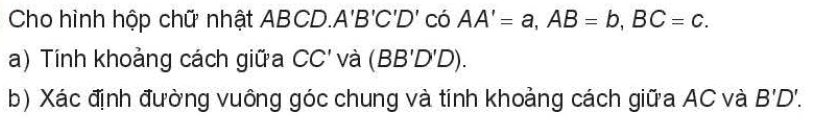 Cho hình hộp chữ nhật ABCD.A'B'C'D' có AA' = a, AB = b, BC = c.
a) Tính khoảng cách giữa CC' và (BB'D'D).
b) Xác định đường vuông góc chung và tính khoảng cách giữa AC và B'D'.